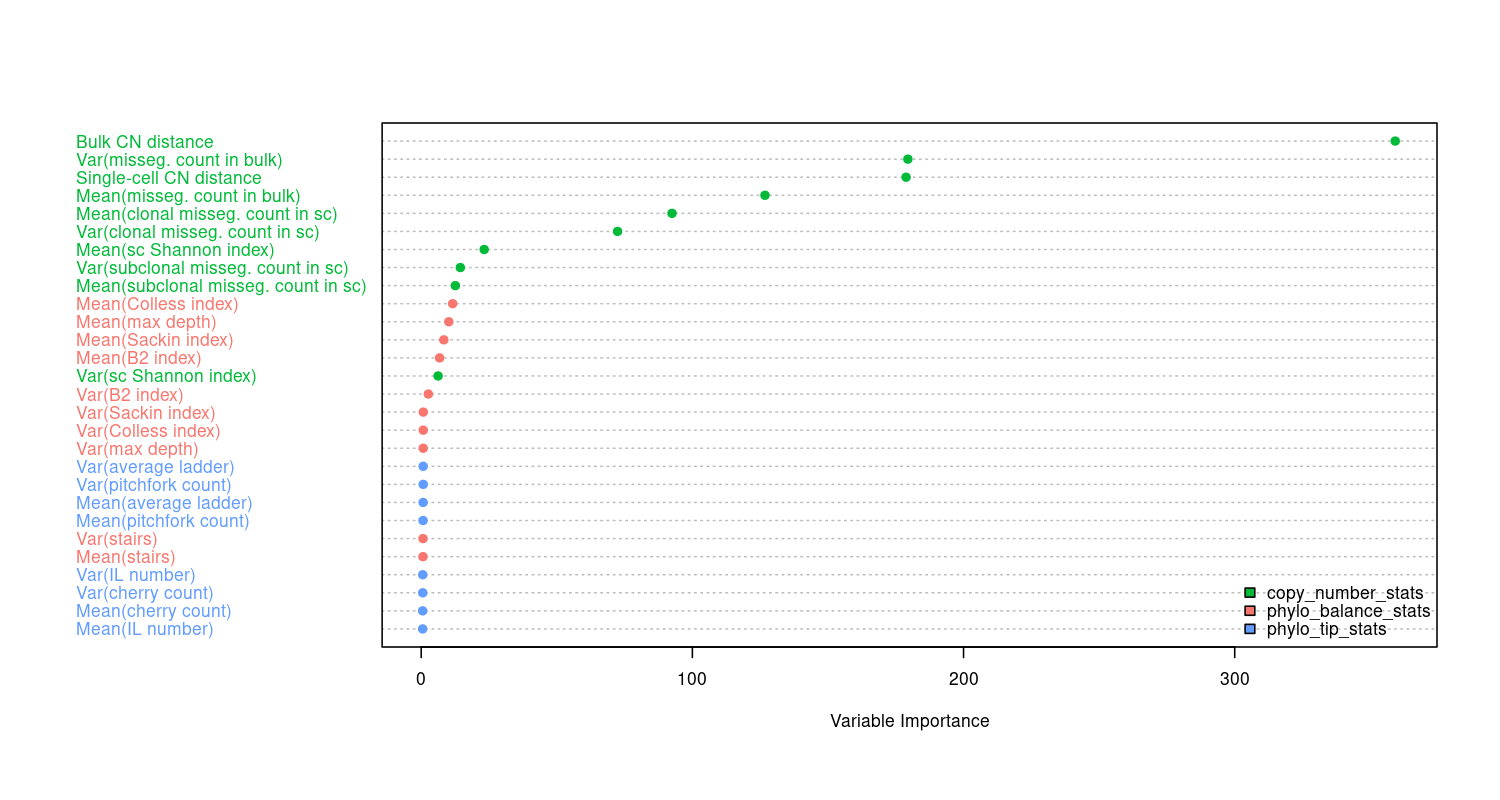 Bulk CN distance
Var(misseg. count in bulk)
Single-cell CN distance
Mean(misseg. count in bulk)
Mean(clonal misseg. count in sc)
Var(clonal misseg. count in sc)
Mean(sc Shannon index)
Var(subclonal misseg. count in sc)
Mean(subclonal misseg. count in sc)
Mean(Colless index)
Mean(max depth)
Mean(Sackin index)
Mean(B2 index)
Var(sc Shannon index)
Var(B2 index)
Var(Sackin index)
Var(Colless index)
Var(max depth)
Var(average ladder)
Var(pitchfork count)
Mean(average ladder)
Mean(pitchfork count)
Var(stairs)
Mean(stairs)
Var(IL number)
Var(cherry count)
Mean(cherry count)
Mean(IL number)
copy_number_stats
phylo_balance_stats
phylo_tip_stats
0 100 200 300
Variable Importance